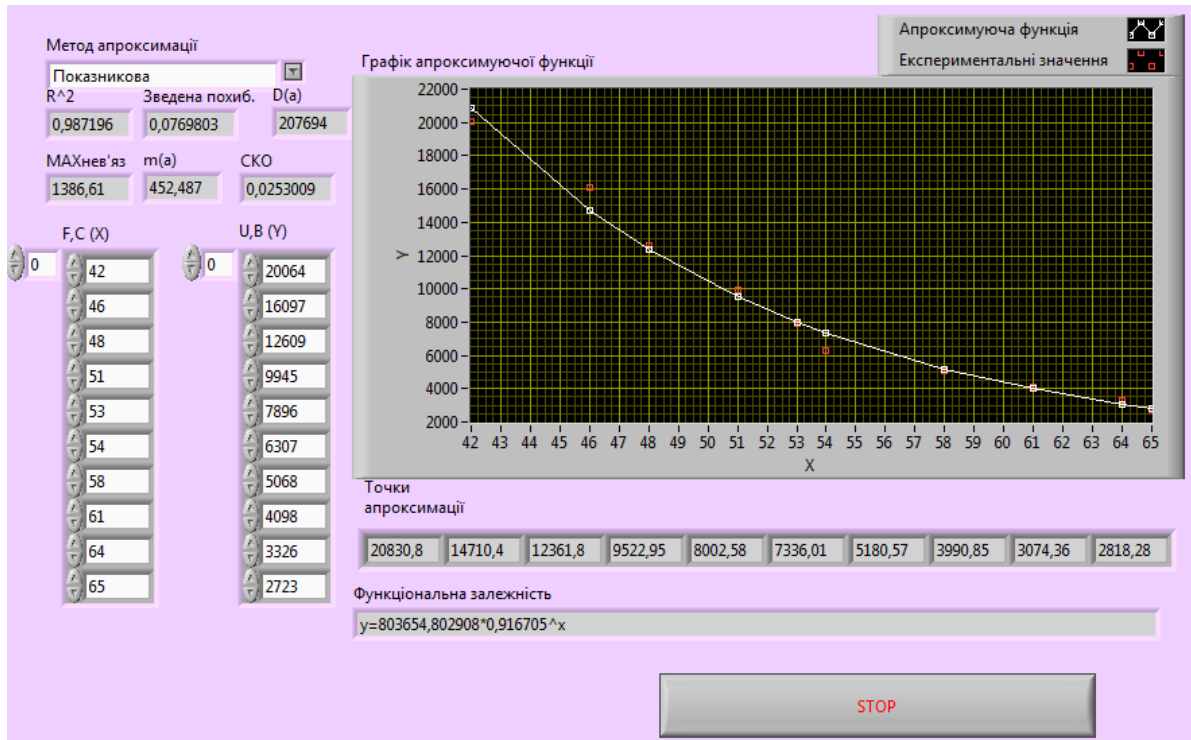 Метод апроксимації
Показникова
R^2 Зведена похиб. D(a)
0,987196 0,0769803 207694
MAXнев'яз m(a) СКО
1386,61 452,487 0,0253009
F,C (X) U,B (Y)
0 0
42 20064
46 16097
48 12609
51 9945
53 7896
54 6307
58 5068
61 4098
64 3326
65 2723
Апроксимуюча функція
Експериментальні значення
Графік апроксимуючої функції
22000
20000
18000
16000
14000
12000
10000
8000
6000
4000
2000
Y
42 43 44 45 46 47 48 49 50 51 52 53 54 55 56 57 58 59 60 61 62 63 64 65
X
Точки
апроксимації
20830,8 14710,4 12361,8 9522,95 8002,58 7336,01 5180,57 3990,85 3074,36 2818,28
Функціональна залежність
y=803654,802908*0,916705^x
STOP